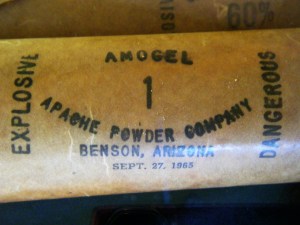 60%
EXPLOSIVE
AMOGEL
1
APACHE POWDER COMPANY
BENSON, ARIZONA
SEPT. 27, 1965
DANGEROUS